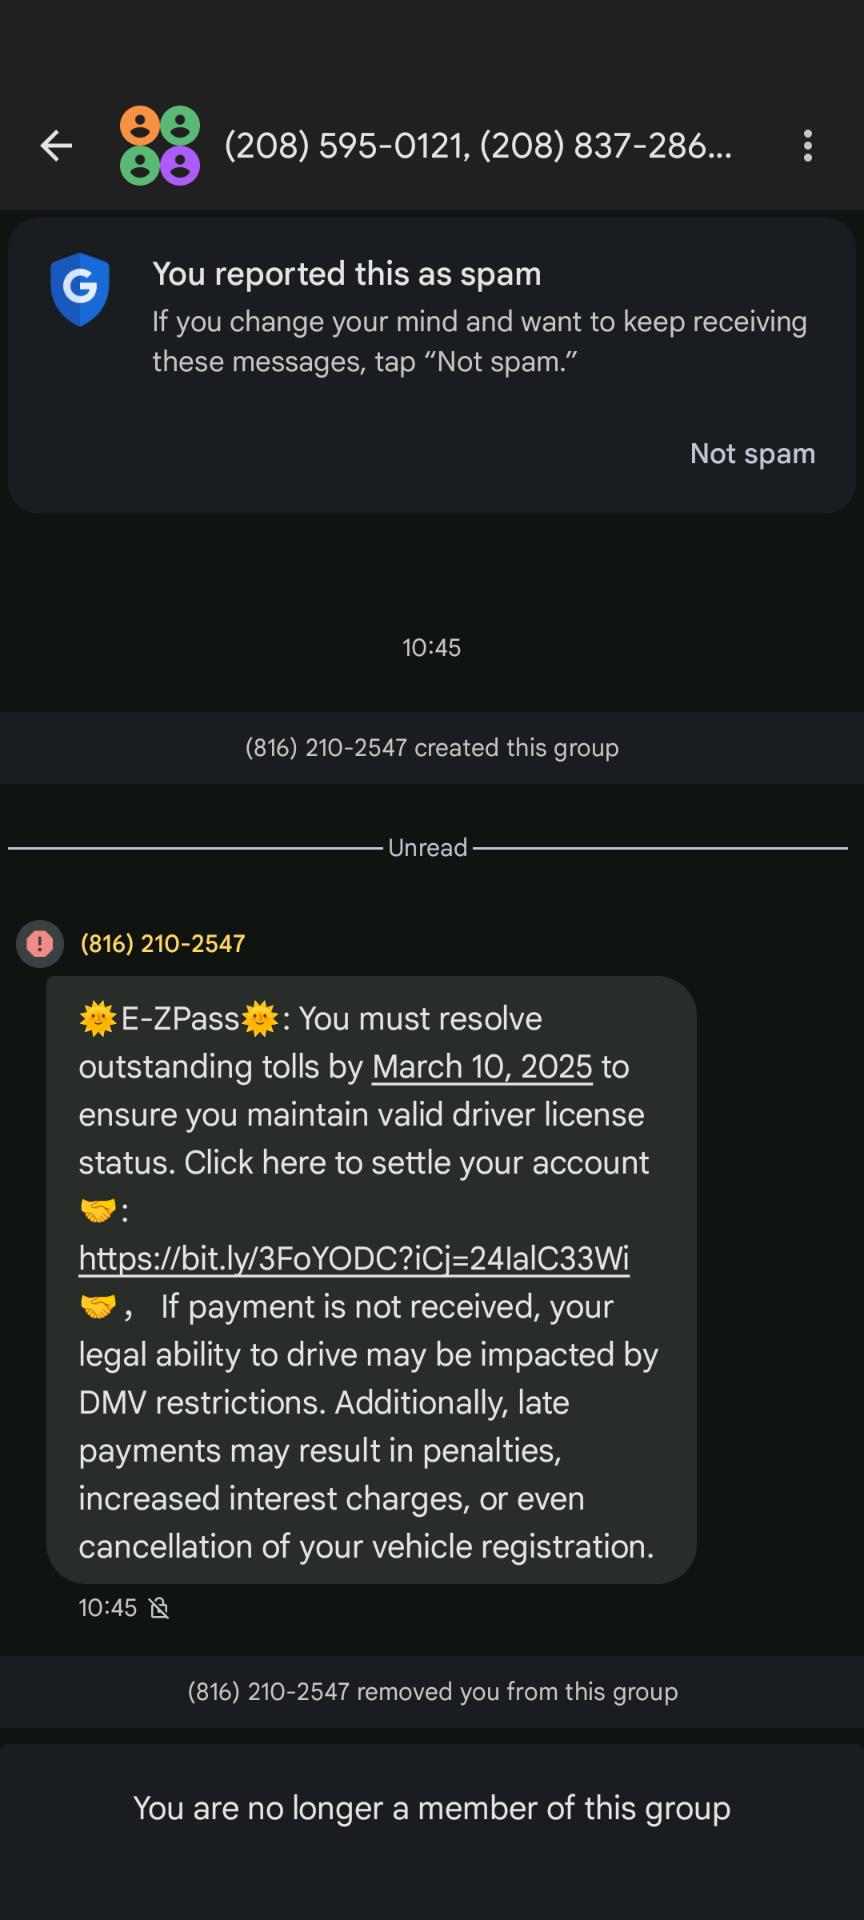 (208) 595-0121, (208) 837-286...
You reported this as spam
If you change your mind and want to keep receiving
these messages, tap “Not spam.”
Not spam
10:45
(816) 210-2547 created this group
Unread
(816) 210-2547
🌞E-ZPass🌞: You must resolve
outstanding tolls by March 10, 2025 to
ensure you maintain valid driver license
status. Click here to settle your account
🤝:
https://bit.ly/3FoYODC?iCj=24IalC33Wi
🤝， If payment is not received, your
legal ability to drive may be impacted by
DMV restrictions. Additionally, late
payments may result in penalties,
increased interest charges, or even
cancellation of your vehicle registration.
10:45
(816) 210-2547 removed you from this group
You are no longer a member of this group